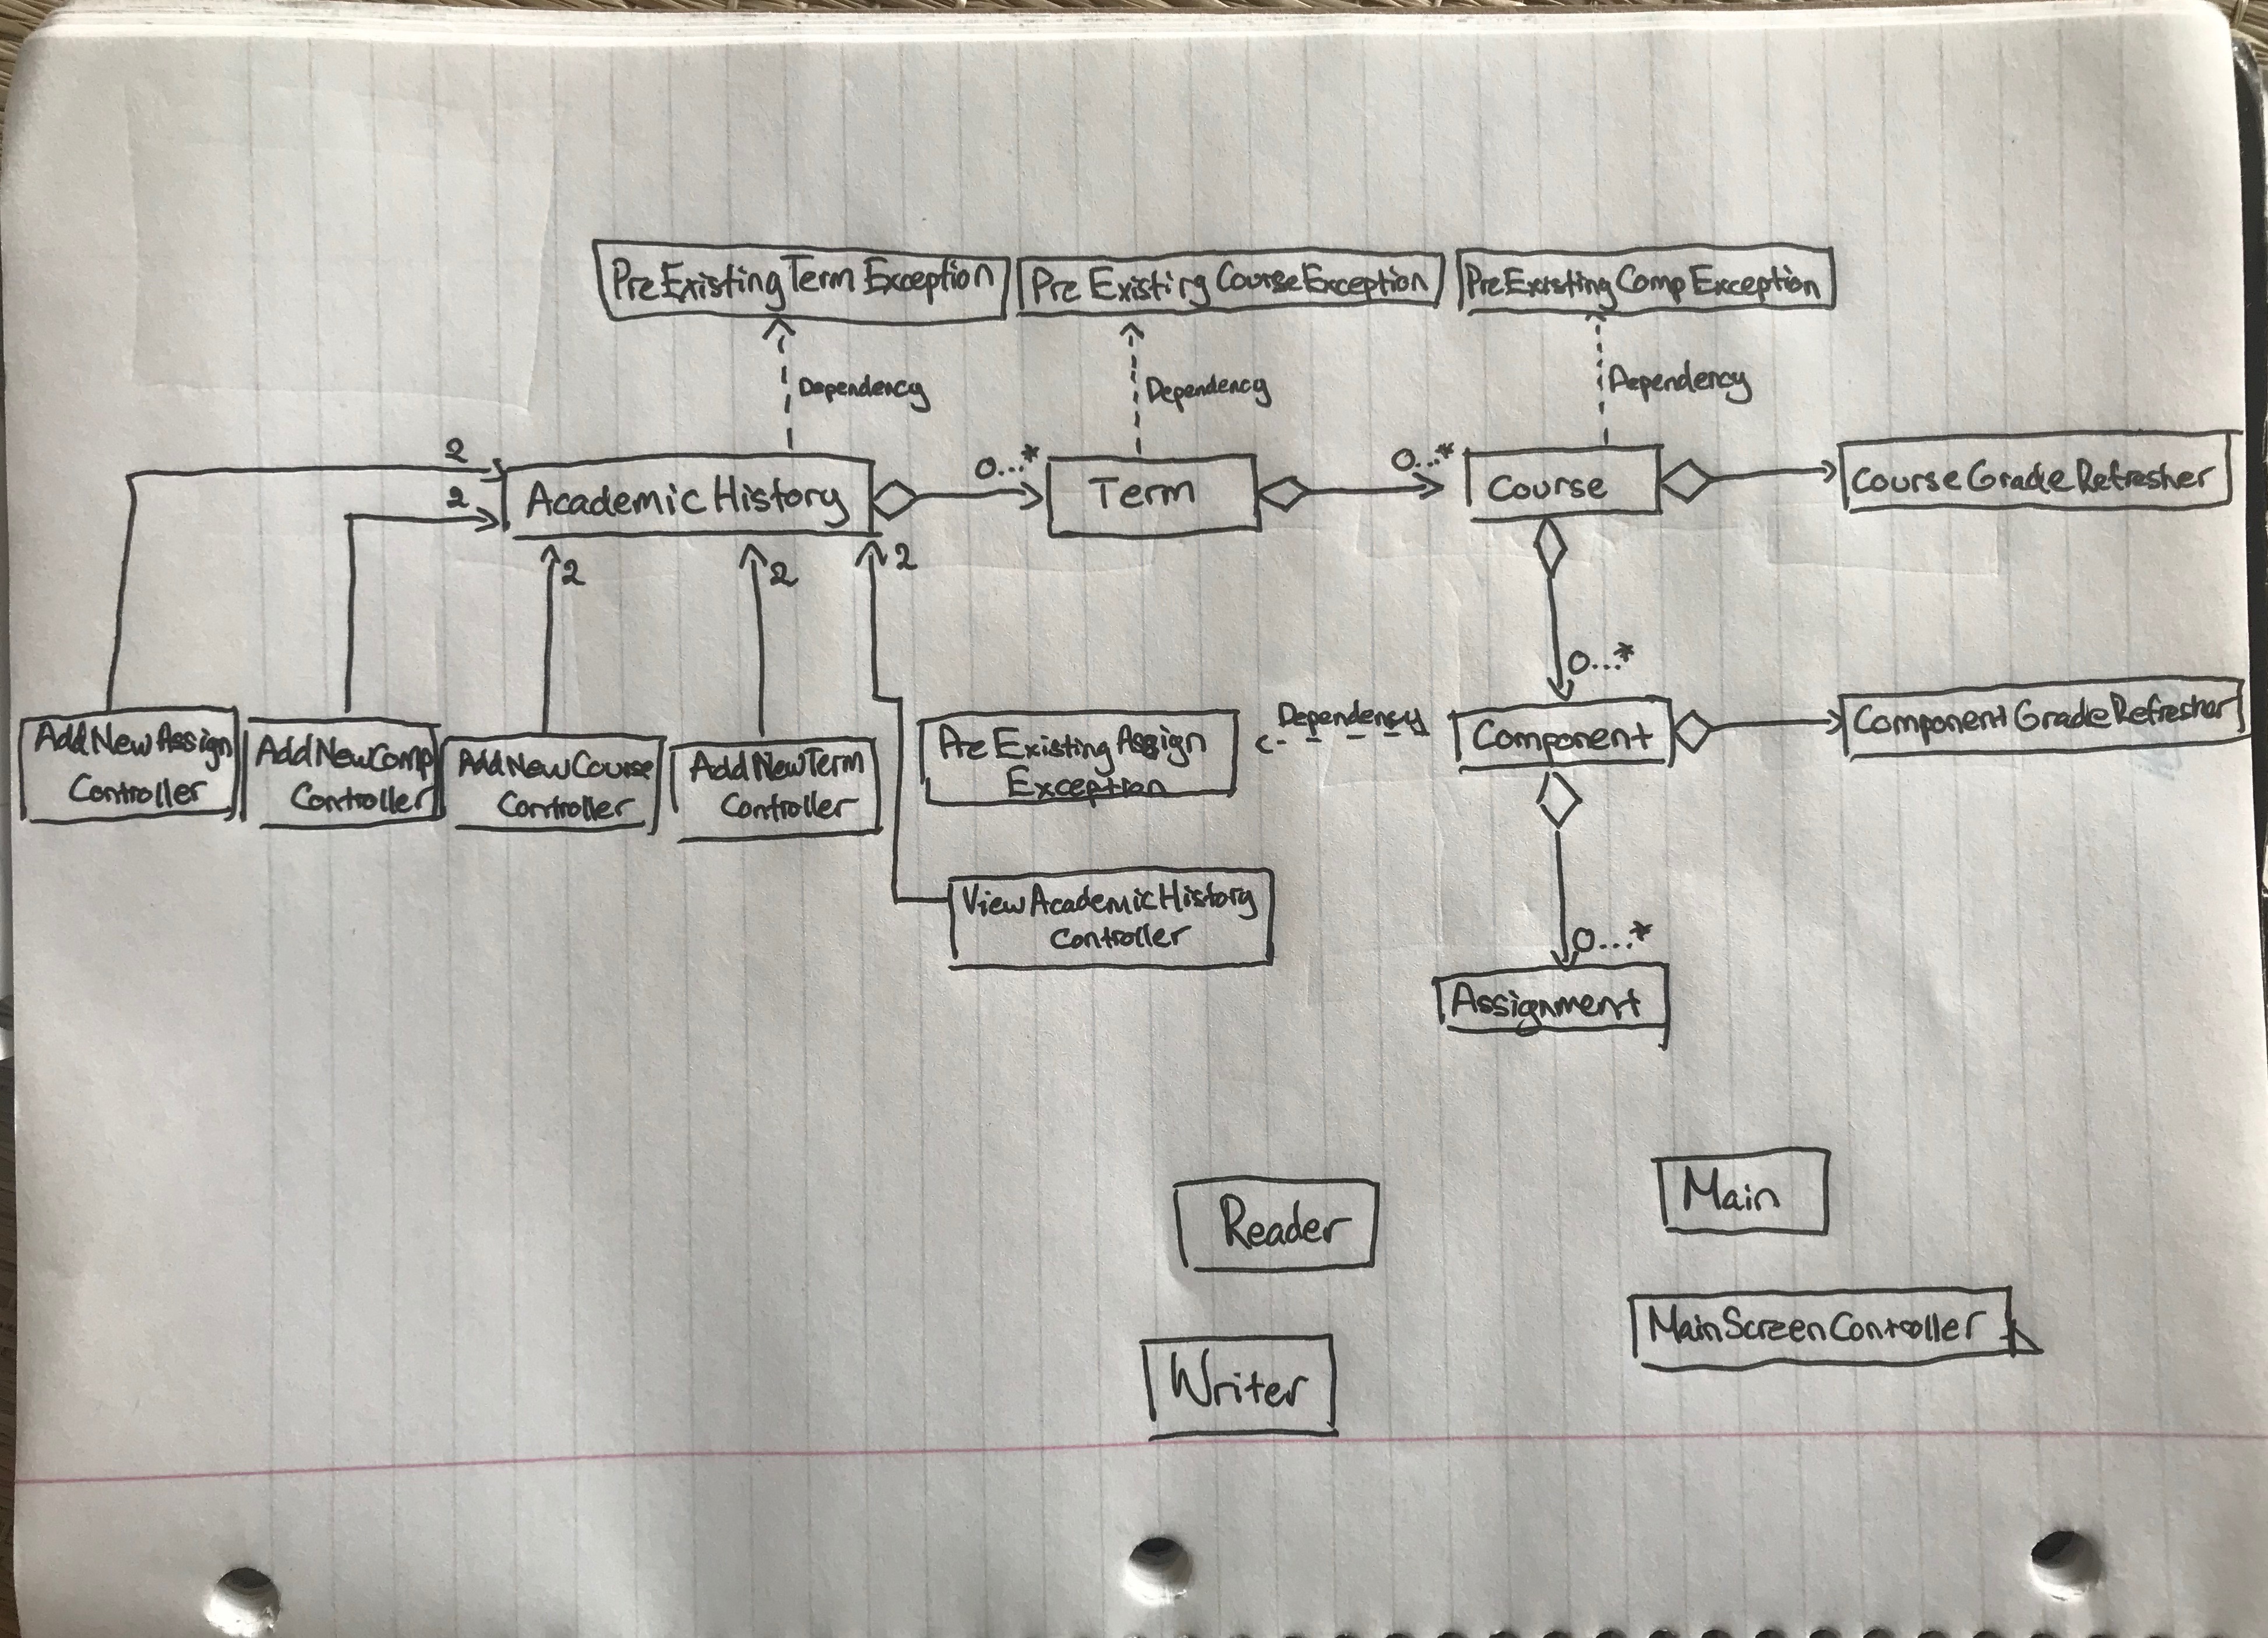 PreExistingTermException
PreExistingCourseException
PreExistingCompException
Dependency
Dependency
Dependency
2
2
AcademicHistory
0...*
Term
0...*
Course
CourseGradeRefresher
2
2
2
0...*
AddNewAssign
Controller
AddNewComp
Controller
AddNewCourse
Controller
AddNewTerm
Controller
PreExistingAssign
Exception
Dependency
Component
ComponentGradeRefresher
ViewAcademicHistory
Controller
0...*
Assignment
Reader
Main
MainScreenController
Writer